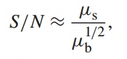 S/N ≈ μ_s / μ_b^{1/2},